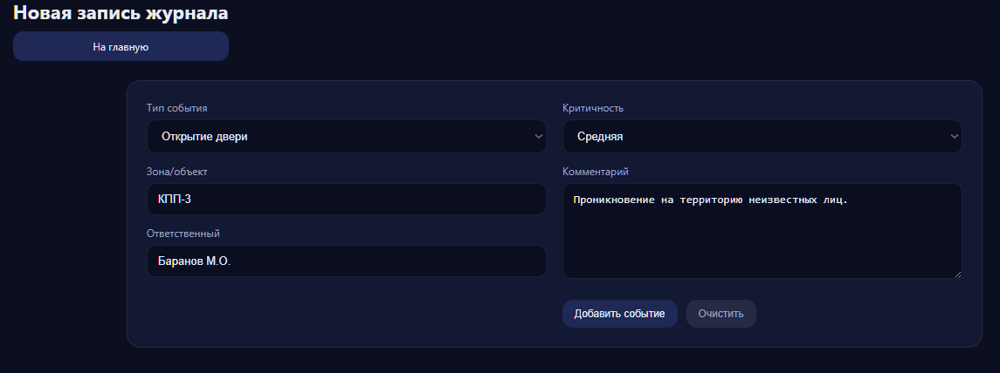 Новая запись журнала
На главную
Тип события
Открытие двери
Зона/объект
КПП-3
Ответственный
Баранов М.О.
Критичность
Средняя
Комментарий
Проникновение на территорию неизвестных лиц.
Добавить событие
Очистить